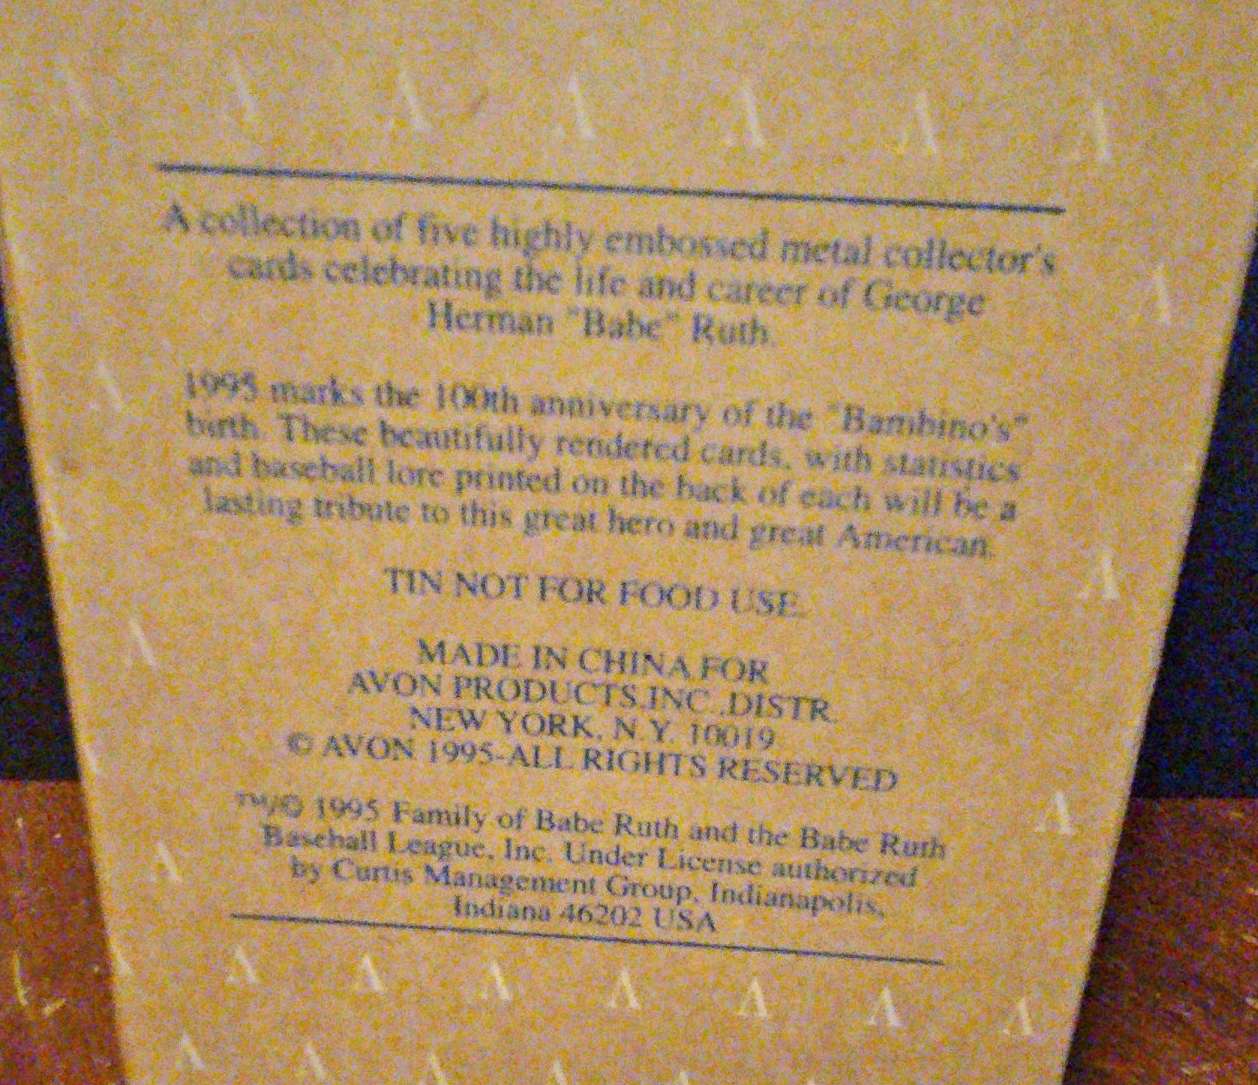 A collection of five highly embossed metal collector's
cards celebrating the life and career of George
Herman "Babe" Ruth.
1995 marks the 100th anniversary of the "Bambino's"
birth. These beautifully rendered cards, with statistics
and baseball lore printed on the back of each will be a
lasting tribute to this great hero and great American.
TIN NOT FOR FOOD USE.
MADE IN CHINA FOR
AVON PRODUCTS,INC.,DISTR.
NEW YORK, N.Y. 10019
© AVON 1995-ALL RIGHTS RESERVED
™/© 1995 Family of Babe Ruth and the Babe Ruth
Baseball League, Inc. Under License authorized
by Curtis Management Group, Indianapolis,
Indiana 46202 USA